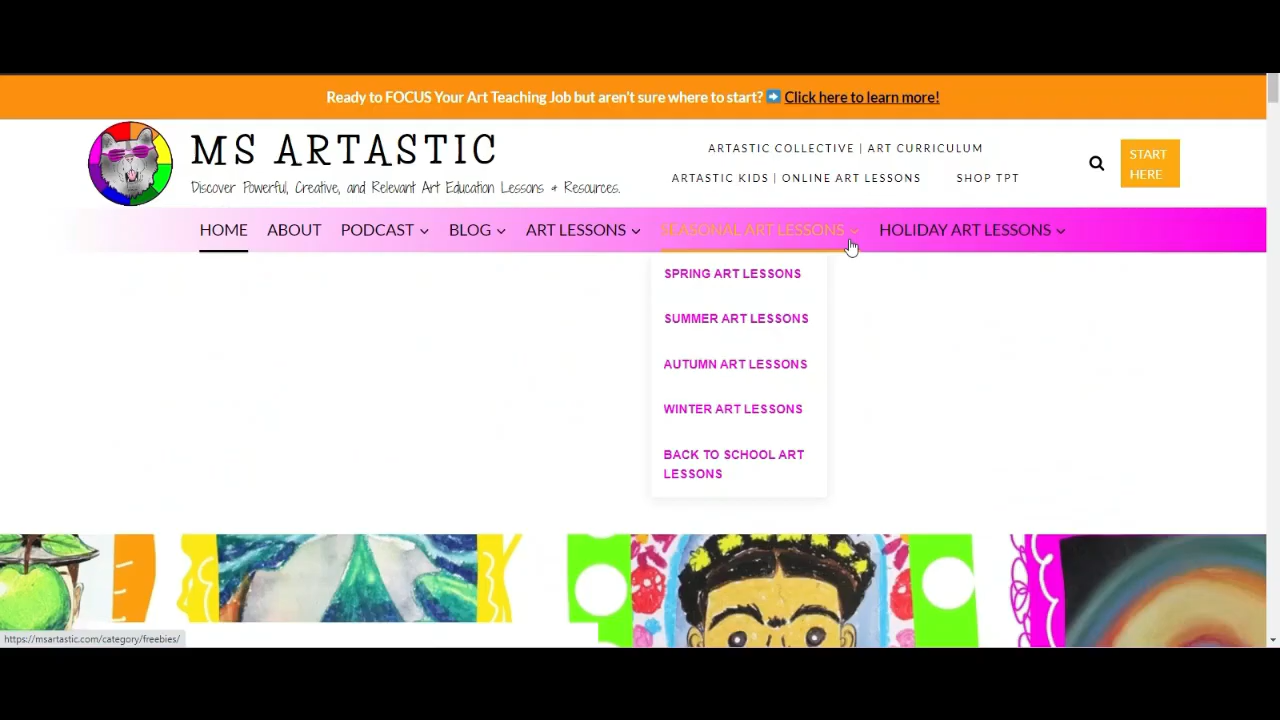 Ready to FOCUS Your Art Teaching Job but aren't sure where to start? ➡ Click here to learn more!
MS ARTASTIC
Discover Powerful, Creative, and Relevant Art Education Lessons & Resources.
ARTASTIC COLLECTIVE | ART CURRICULUM
ARTASTIC KIDS | ONLINE ART LESSONS
SHOP TPT
START
HERE
HOME
ABOUT
PODCAST
BLOG
ART LESSONS
SEASONAL ART LESSONS
HOLIDAY ART LESSONS
SPRING ART LESSONS
SUMMER ART LESSONS
AUTUMN ART LESSONS
WINTER ART LESSONS
BACK TO SCHOOL ART
LESSONS
https://msartastic.com/category/freebies/